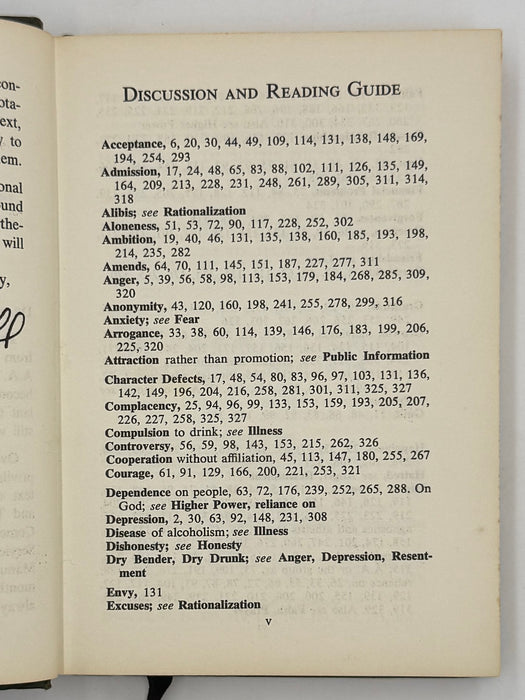 con-
ota-
ext,
y to
em.
onal
ound
the-
will
y,
DISCUSSION AND READING GUIDE
Acceptance, 6, 20, 30, 44, 49, 109, 114, 131, 138, 148, 169,
194, 254, 293
Admission, 17, 24, 48, 65, 83, 88, 102, 111, 126, 135, 149,
164, 209, 213, 228, 231, 248, 261, 289, 305, 311, 314,
318
Alibis; see Rationalization
Aloneness, 51, 53, 72, 90, 117, 228, 252, 302
Ambition, 19, 40, 46, 131, 135, 138, 160, 185, 193, 198,
214, 235, 282
Amends, 64, 70, 111, 145, 151, 187, 227, 277, 311
Anger, 5, 39, 56, 58, 98, 113, 153, 179, 184, 268, 285, 309,
320
Anonymity, 43, 120, 160, 198, 241, 255, 278, 299, 316
Anxiety; see Fear
Arrogance, 33, 38, 60, 114, 139, 146, 176, 183, 199, 206,
225, 320
Attraction rather than promotion; see Public Information
Character Defects, 17, 48, 54, 80, 83, 96, 97, 103, 131, 136,
142, 149, 196, 204, 216, 258, 281, 301, 311, 325, 327
Complacency, 25, 94, 96, 99, 133, 153, 159, 193, 205, 207,
226, 227, 258, 325, 327
Compulsion to drink; see Illness
Controversy, 56, 59, 98, 143, 153, 215, 262, 326
Cooperation without affiliation, 45, 113, 147, 180, 255, 267
Courage, 61, 91, 129, 166, 200, 221, 253, 321
Dependence on people, 63, 72, 176, 239, 252, 265, 288. On
God; see Higher Power, reliance on
Depression, 2, 30, 63, 92, 148, 231, 308
Disease of alcoholism; see Illness
Dishonesty; see Honesty
Dry Bender, Dry Drunk; see Anger, Depression, Resent-
ment
Envy, 131
Excuses; see Rationalization
v